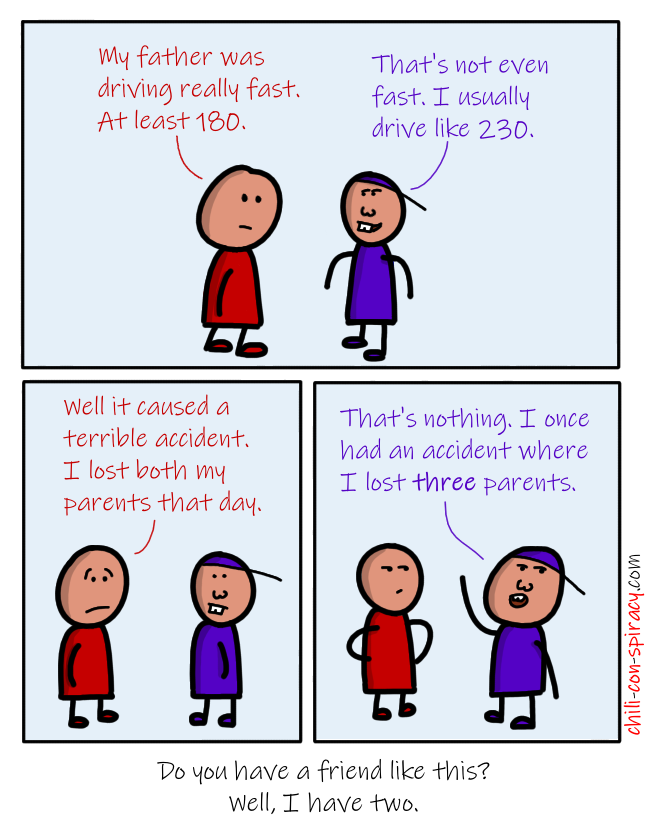 My father was
driving really fast.
At least 180.
That's not even
fast. I usually
drive like 230.
Well it caused a
terrible accident.
I lost both my
parents that day.
That's nothing. I once
had an accident where
I lost three parents.
chili-con-spiracy.com
Do you have a friend like this?
Well, I have two.